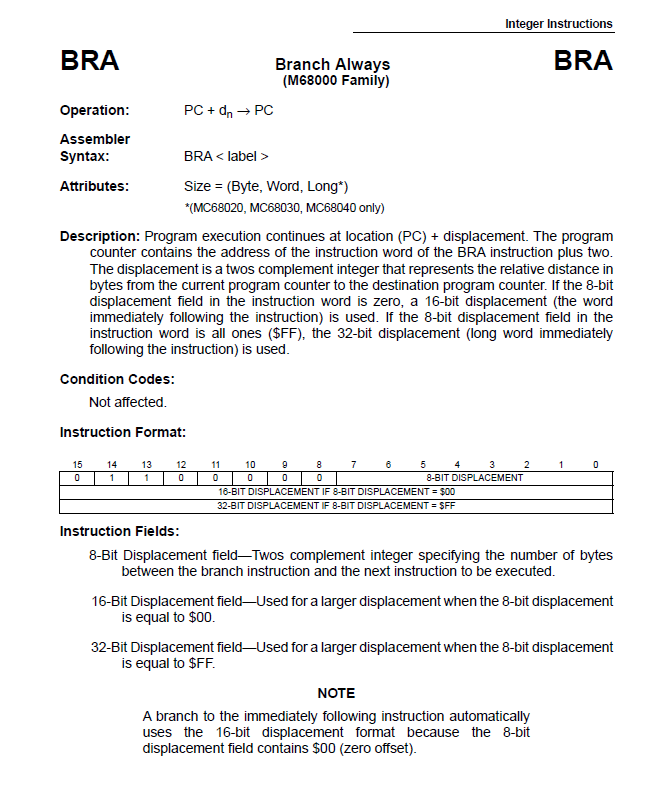 Integer Instructions
BRA Branch Always BRA
(M68000 Family)
Operation: PC + dn → PC
Assembler
Syntax: BRA < label >
Attributes: Size = (Byte, Word, Long*)
*(MC68020, MC68030, MC68040 only)
Description: Program execution continues at location (PC) + displacement. The program
counter contains the address of the instruction word of the BRA instruction plus two.
The displacement is a twos complement integer that represents the relative distance in
bytes from the current program counter to the destination program counter. If the 8-bit
displacement field in the instruction word is zero, a 16-bit displacement (the word
immediately following the instruction) is used. If the 8-bit displacement field in the
instruction word is all ones ($FF), the 32-bit displacement (long word immediately
following the instruction) is used.
Condition Codes:
Not affected.
Instruction Format:
15 14 13 12 11 10 9 8 7 6 5 4 3 2 1 0
0 1 1 0 0 0 0 0 8-BIT DISPLACEMENT
16-BIT DISPLACEMENT IF 8-BIT DISPLACEMENT = $00
32-BIT DISPLACEMENT IF 8-BIT DISPLACEMENT = $FF
Instruction Fields:
8-Bit Displacement field—Twos complement integer specifying the number of bytes
between the branch instruction and the next instruction to be executed.
16-Bit Displacement field—Used for a larger displacement when the 8-bit displacement
is equal to $00.
32-Bit Displacement field—Used for a larger displacement when the 8-bit displacement
is equal to $FF.
NOTE
A branch to the immediately following instruction automatically
uses the 16-bit displacement format because the 8-bit
displacement field contains $00 (zero offset).